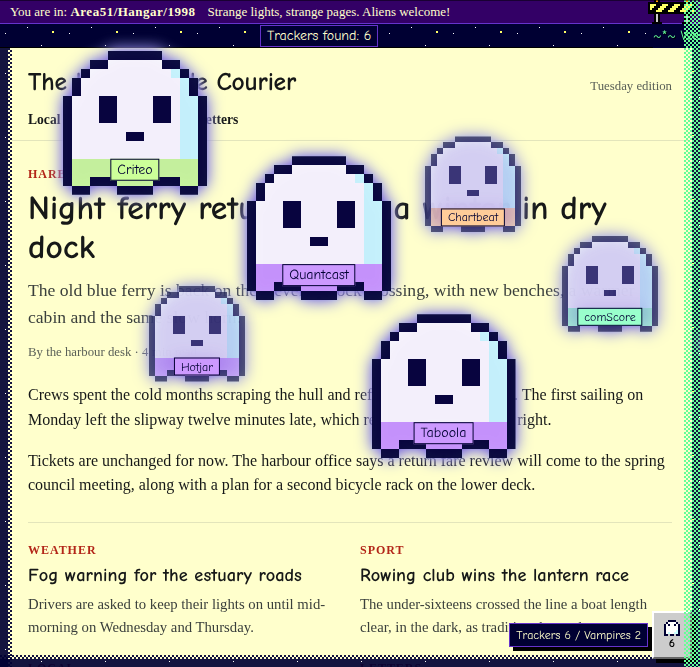 You are in: Area51/Hangar/1998 Strange lights, strange pages. Aliens welcome!
Trackers found: 6
The Courier
Tuesday edition
Local
Criteo
Night ferry in dry
dock
Chartbeat
Quantcast
The old blue ferry is back on the with new benches,
cabin and the
comScore
Hotjar
By the harbour desk · 4
Crews spent the cold months scraping the hull and The first sailing on
Monday left the slipway twelve minutes late, which right.
Taboola
Tickets are unchanged for now. The harbour office says a return fare review will come to the spring
council meeting, along with a plan for a second bicycle rack on the lower deck.
WEATHER
Fog warning for the estuary roads
Drivers are asked to keep their lights on until mid-
morning on Wednesday and Thursday.
SPORT
Rowing club wins the lantern race
The under-sixteens crossed the line a boat length
clear, in the dark, as
Trackers 6 / Vampires 2
6